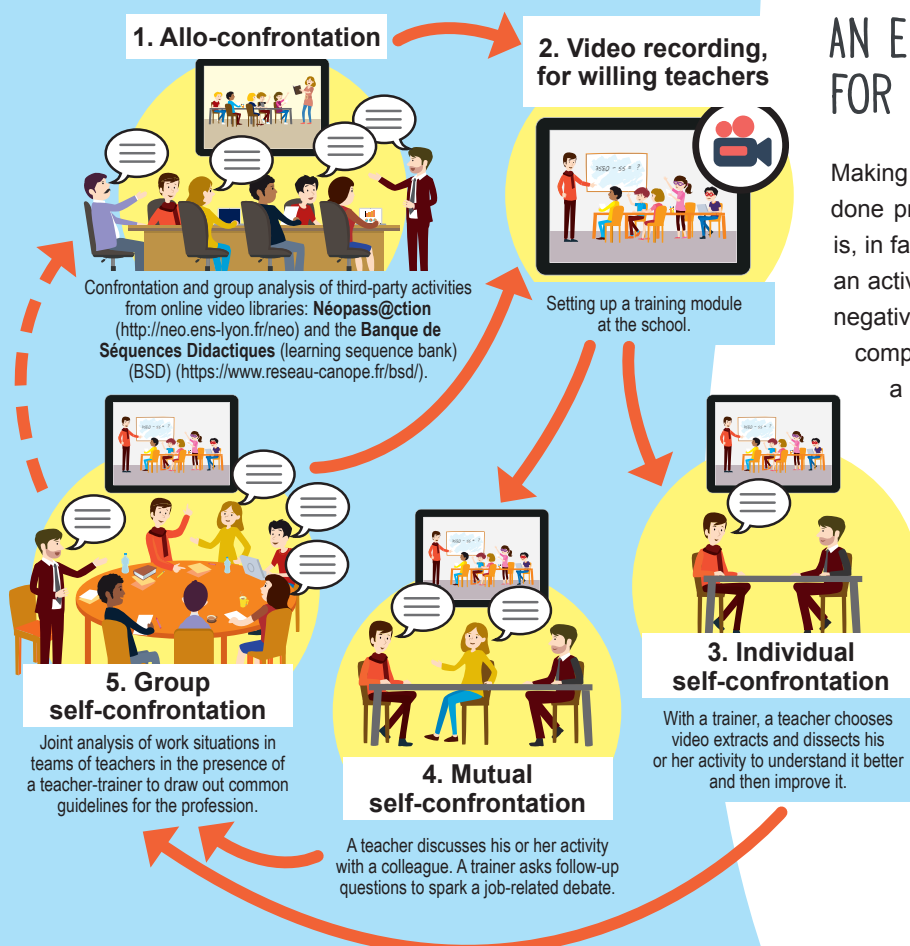 1. Allo-confrontation
2. Video recording,
for willing teachers
Confrontation and group analysis of third-party activities
from online video libraries: Néopass@ction
(http://neo.ens-lyon.fr/neo) and the Banque de
Séquences Didactiques (learning sequence bank)
(BSD) (https://www.reseau-canope.fr/bsd/).
Setting up a training module
at the school.
3. Individual
self-confrontation
With a trainer, a teacher chooses
video extracts and dissects his
or her activity to understand it better
and then improve it.
4. Mutual
self-confrontation
A teacher discusses his or her activity
with a colleague. A trainer asks follow-up
questions to spark a job-related debate.
5. Group
self-confrontation
Joint analysis of work situations in
teams of teachers in the presence of
a teacher-trainer to draw out common
guidelines for the profession.
AN E
FOR
Making
done pr
is, in fa
an activ
negativ
comp
a